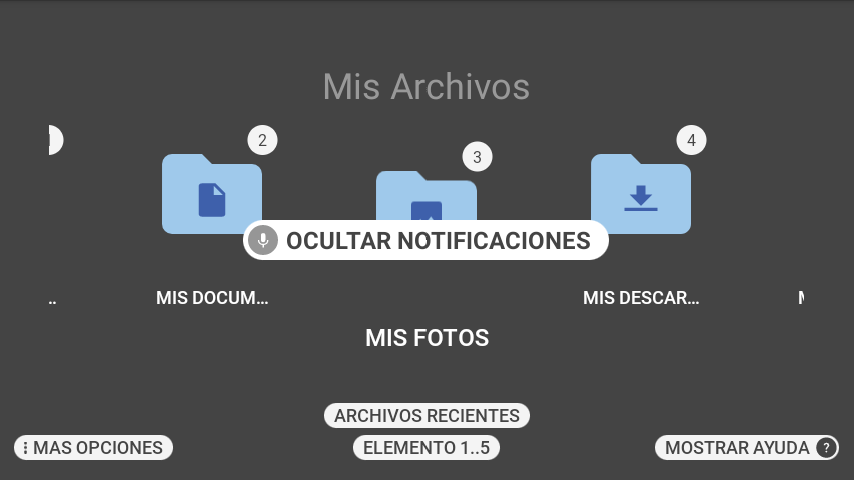 Mis Archivos
2
3
4
OCULTAR NOTIFICACIONES
..
MIS DOCUM...
MIS DESCAR...
MIS FOTOS
ARCHIVOS RECIENTES
MAS OPCIONES
ELEMENTO 1..5
MOSTRAR AYUDA ?